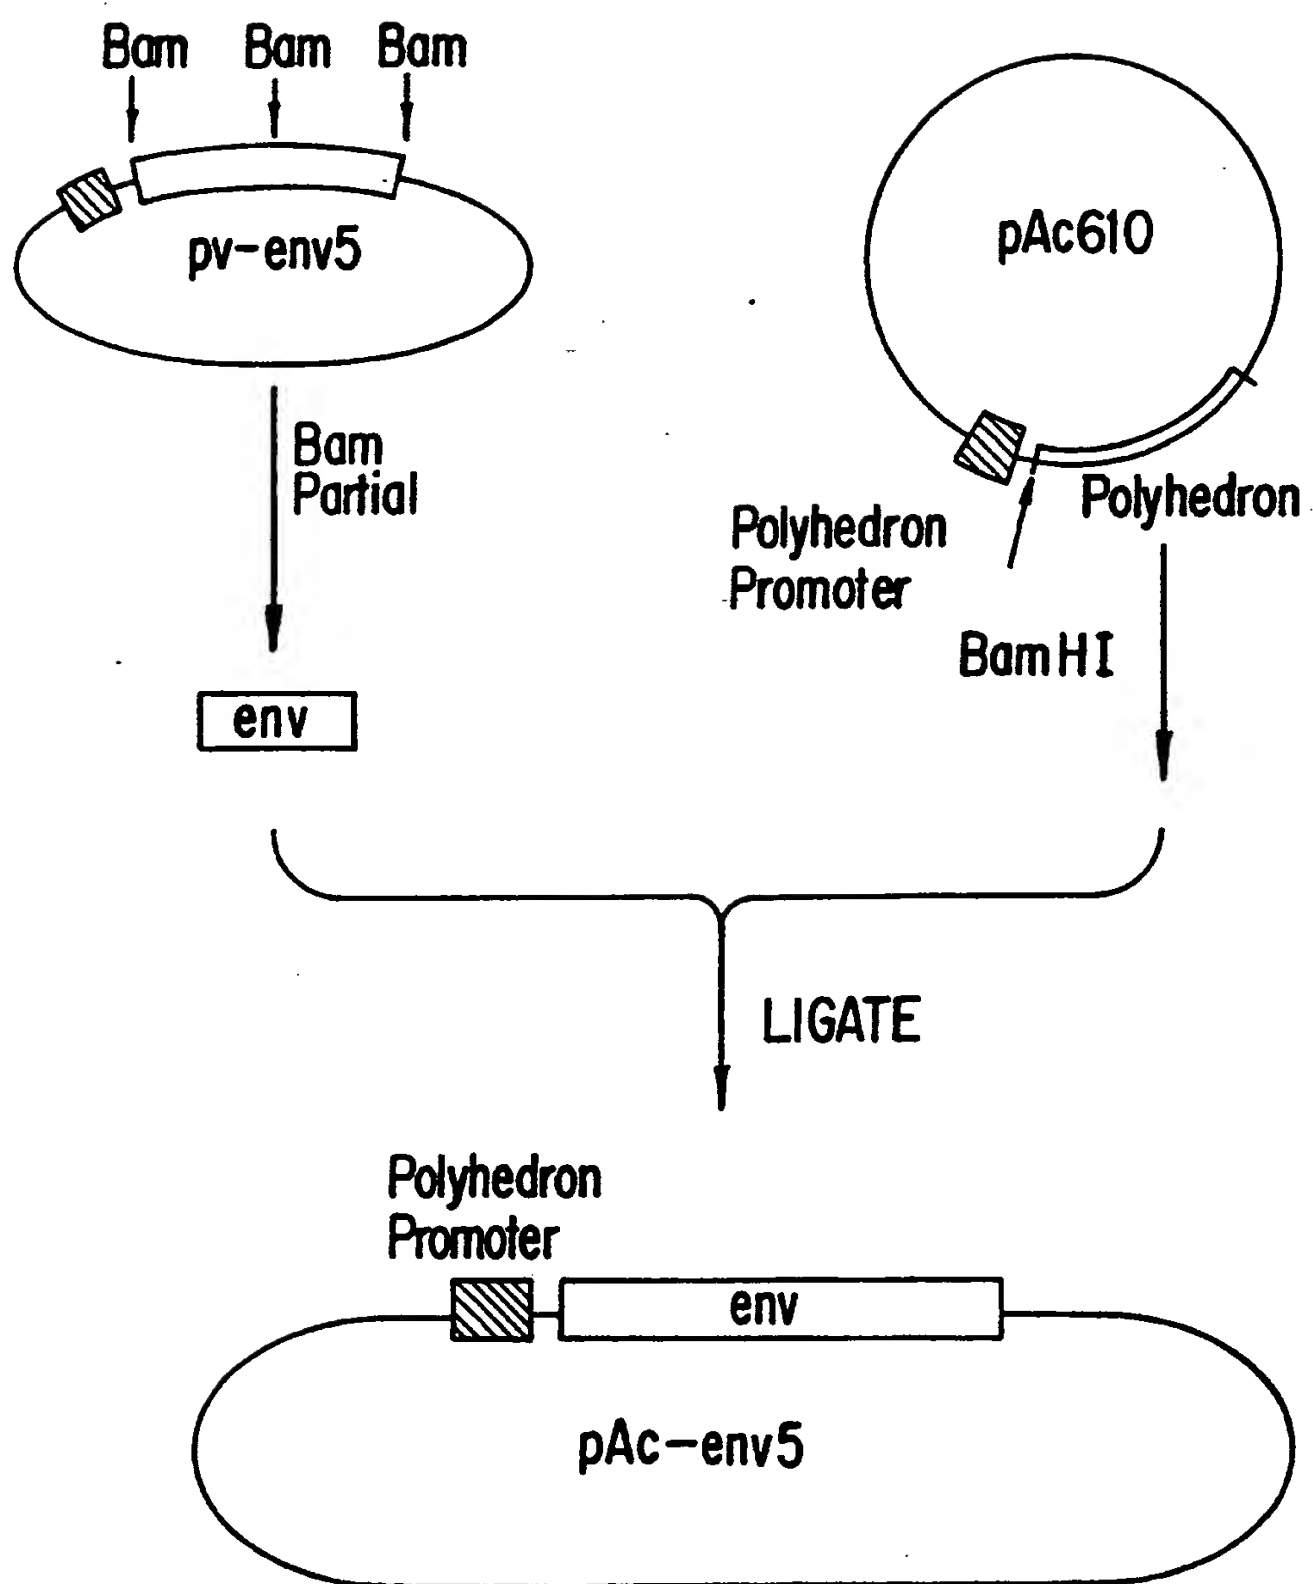 Bam Bam Bam
pv-env5
pAc610
Bam
Partial
Polyhedron
Promoter
Polyhedron
BamHI
env
LIGATE
Polyhedron
Promoter
env
pAc-env5